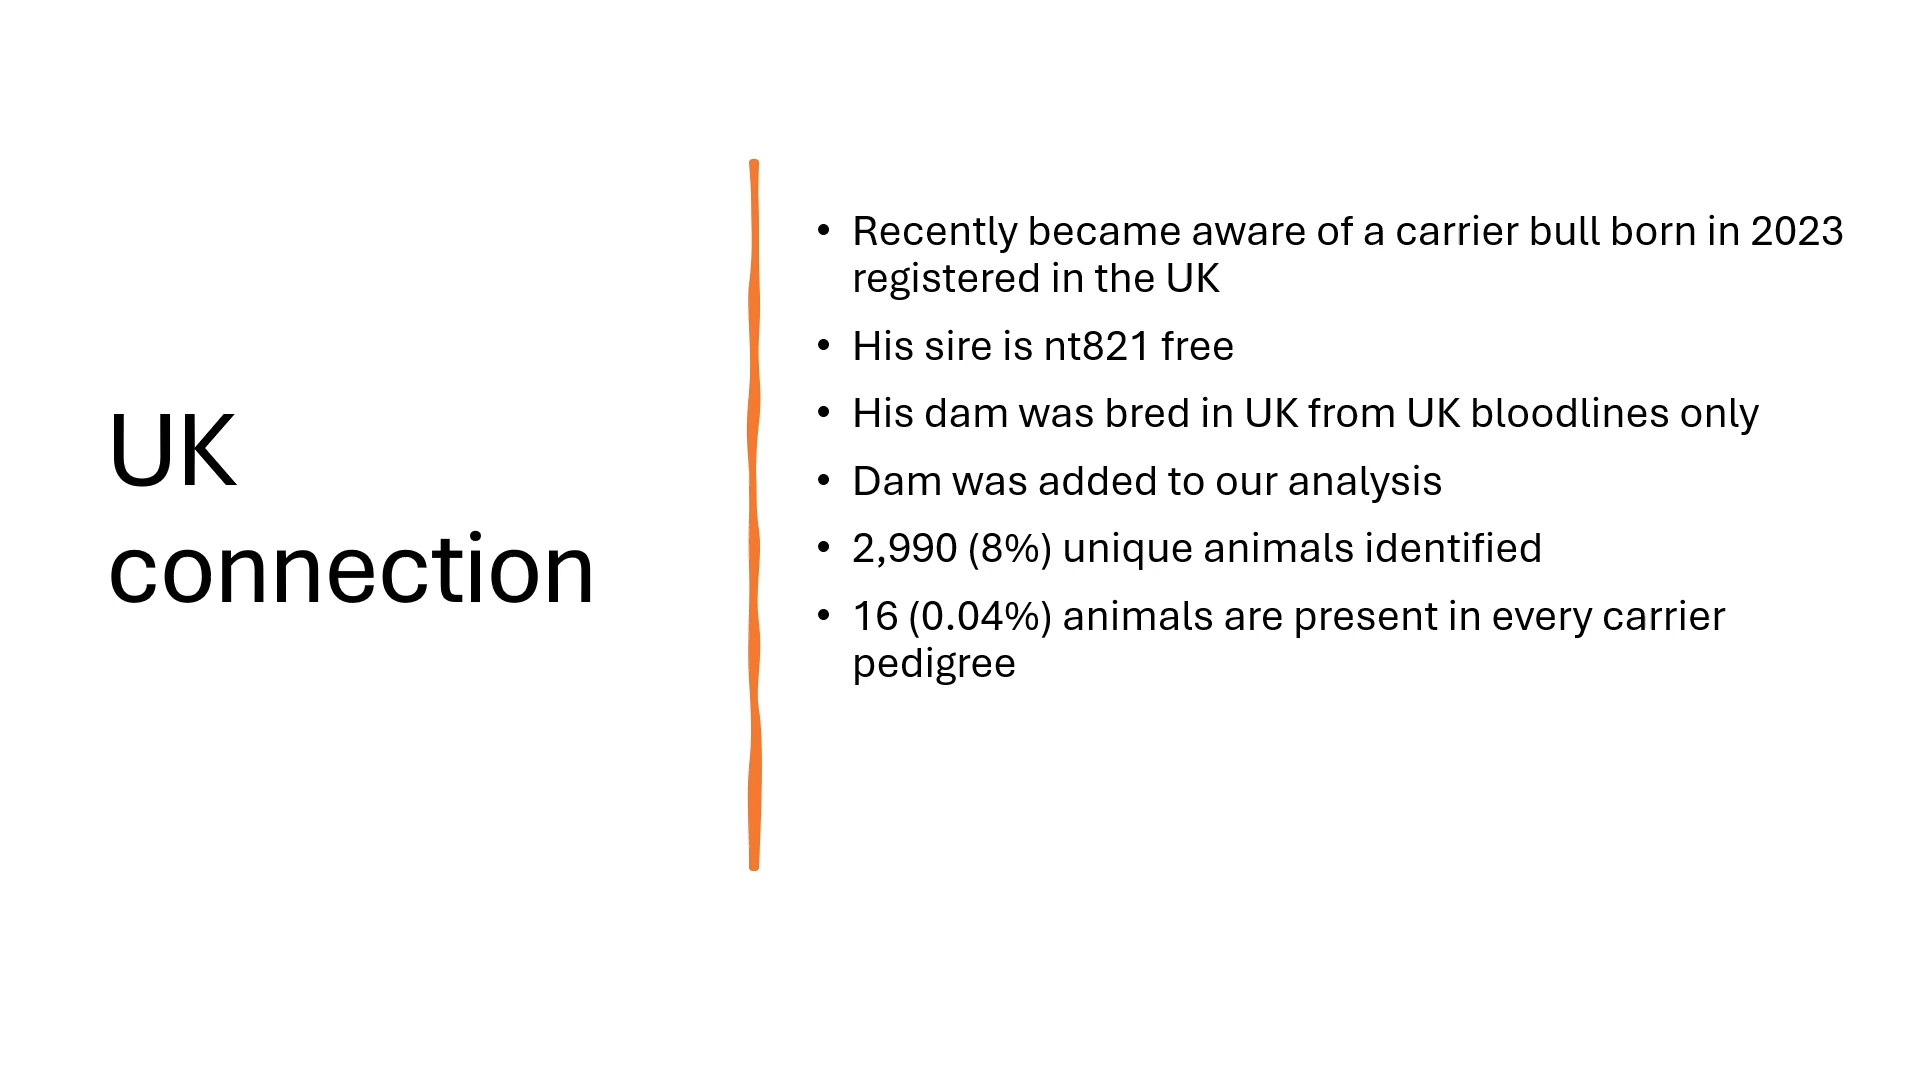 UK
connection
• Recently became aware of a carrier bull born in 2023
registered in the UK
• His sire is nt821 free
• His dam was bred in UK from UK bloodlines only
• Dam was added to our analysis
• 2,990 (8%) unique animals identified
• 16 (0.04%) animals are present in every carrier
pedigree